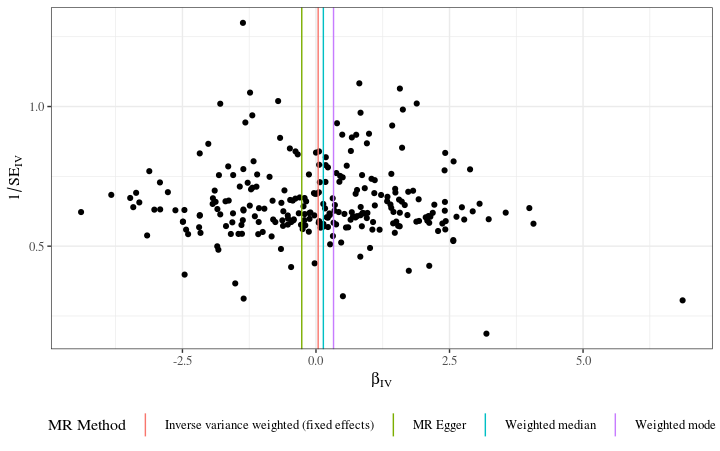 1.0
0.5
1/SE_IV
-2.5 0.0 2.5 5.0
β_IV
MR Method Inverse variance weighted (fixed effects) MR Egger Weighted median Weighted mode